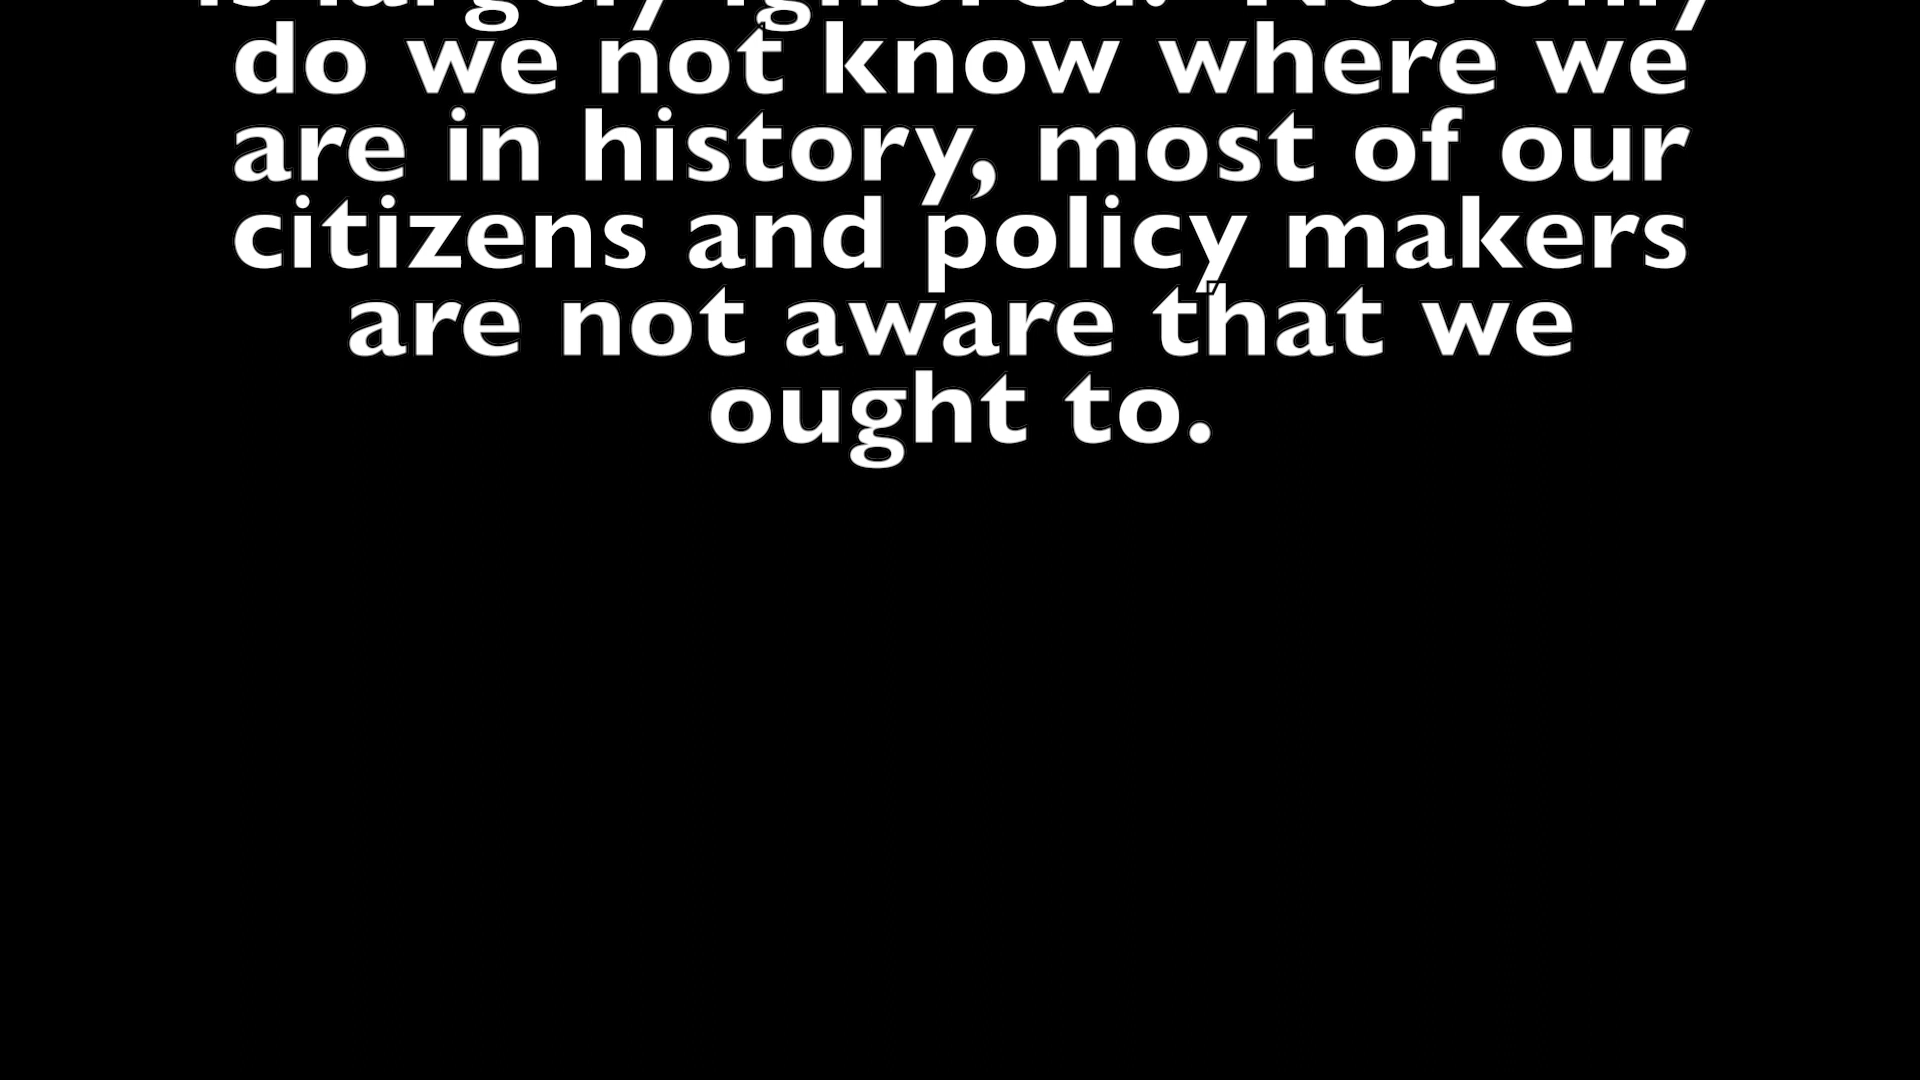 is largely ignored. Not only
do we not know where we
are in history, most of our
citizens and policy makers
are not aware that we
ought to.